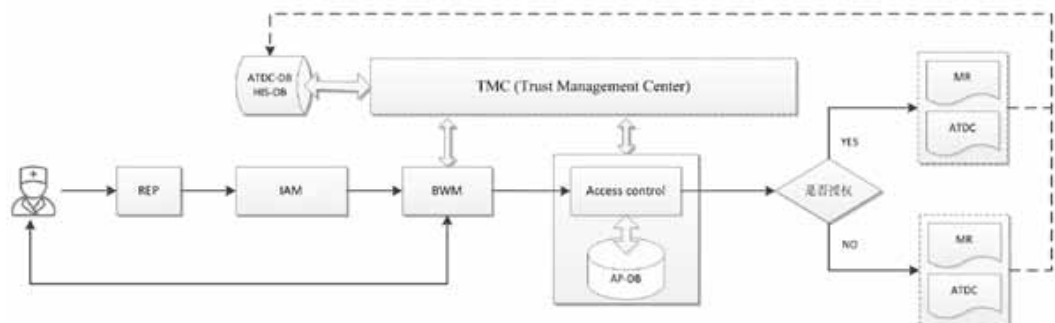 ATDC-DB
HIS-DB
TMC (Trust Management Center)
MR
ATDC
YES
REP
IAM
BWM
Access control
是否授权
AP-DB
NO
MR
ATDC